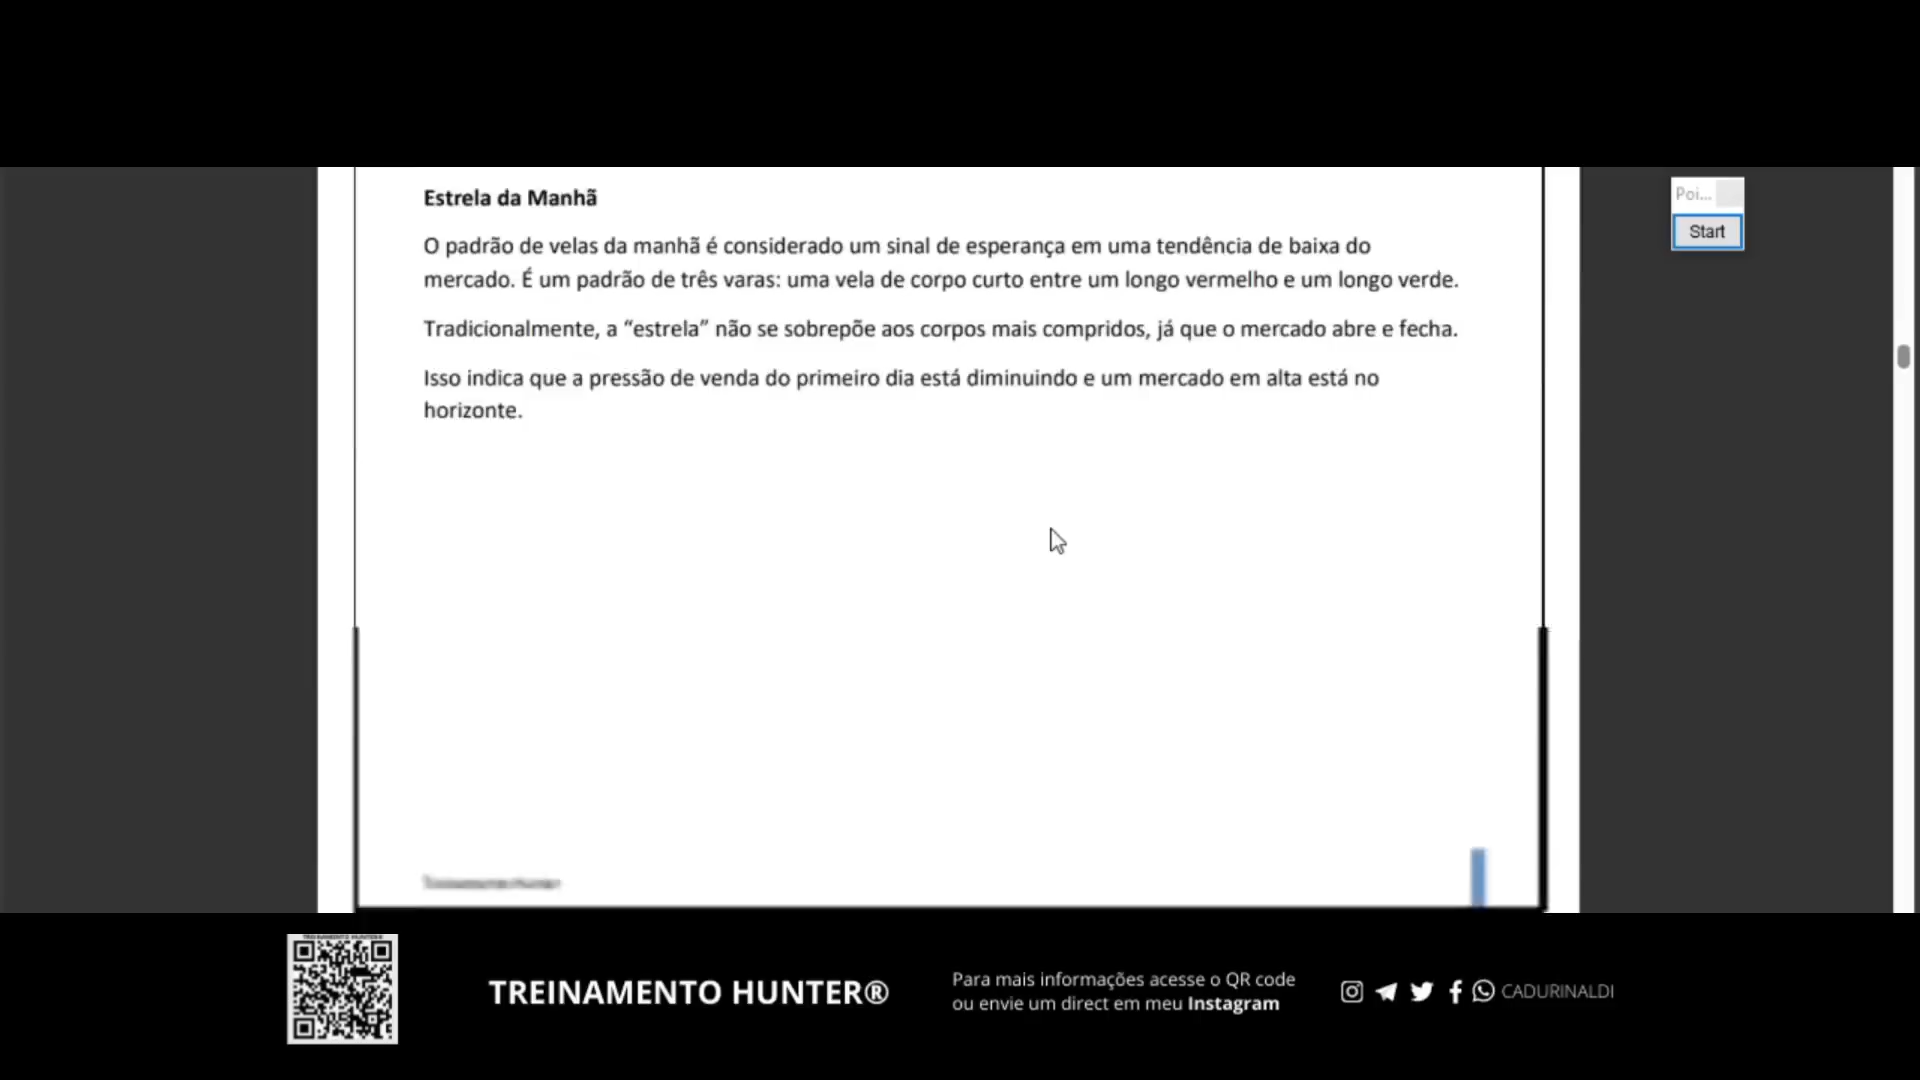 Estrela da Manhã
O padrão de velas da manhã é considerado um sinal de esperança em uma tendência de baixa do
mercado. É um padrão de três varas: uma vela de corpo curto entre um longo vermelho e um longo verde.
Tradicionalmente, a “estrela” não se sobrepõe aos corpos mais compridos, já que o mercado abre e fecha.
Isso indica que a pressão de venda do primeiro dia está diminuindo e um mercado em alta está no
horizonte.
Poi...
Start
TREINAMENTO HUNTER®
Para mais informações acesse o QR code
ou envie um direct em meu Instagram
CADURINALDI